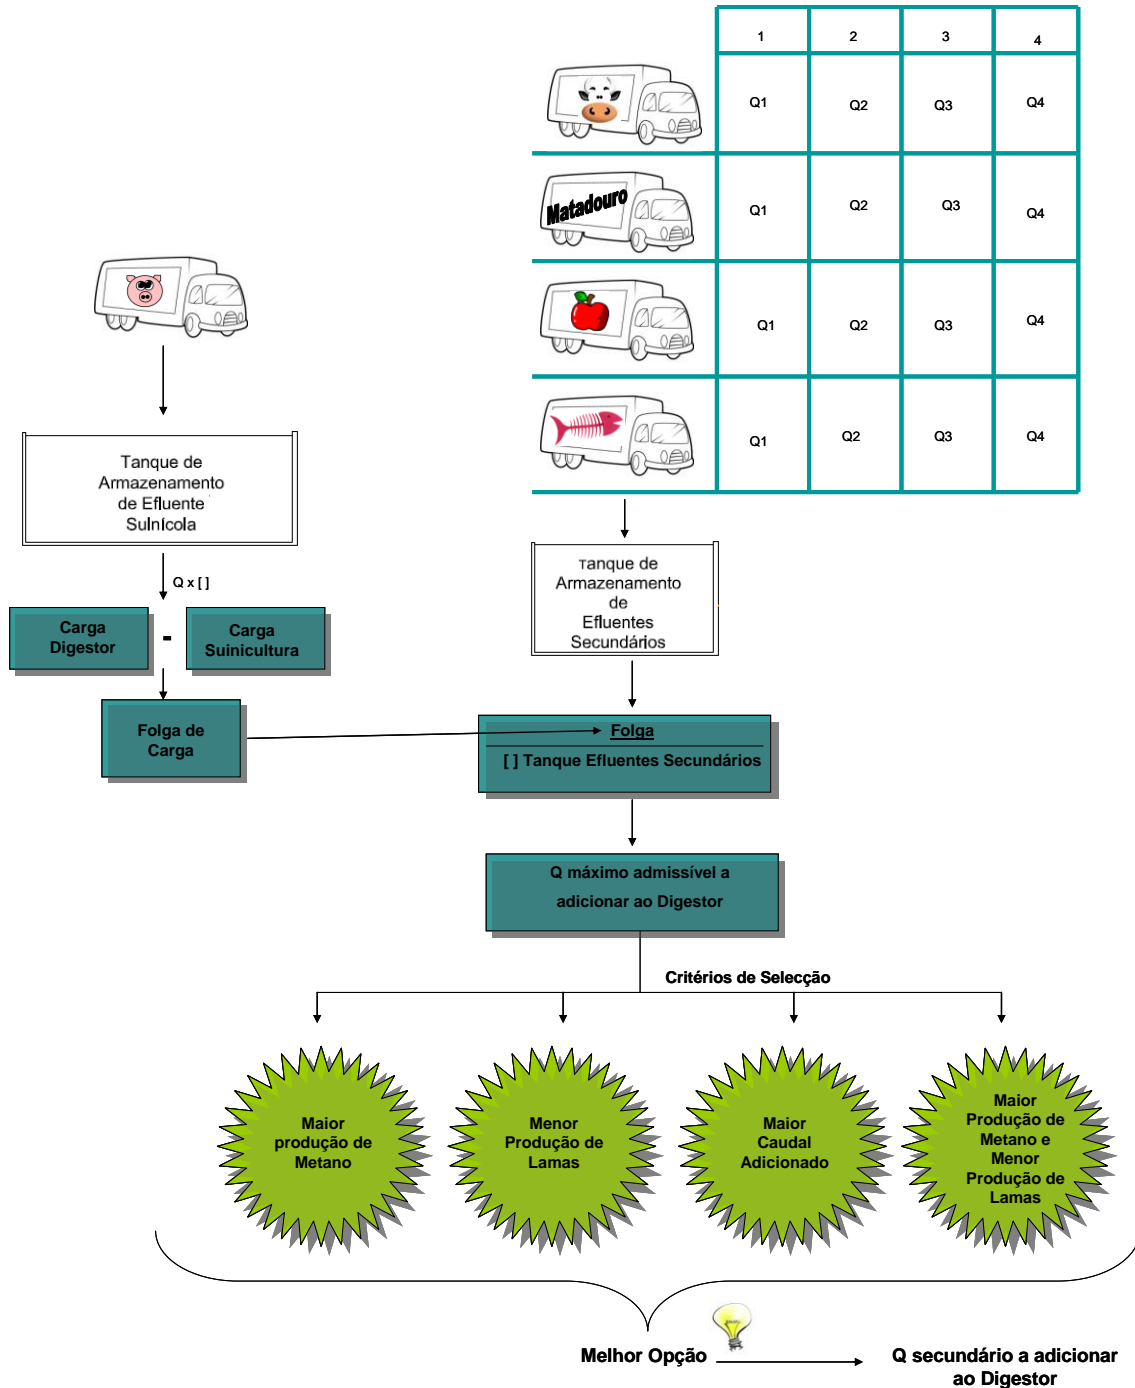 1 2 3 4
Q1 Q2 Q3 Q4
Matadouro
Q1 Q2 Q3 Q4
Q1 Q2 Q3 Q4
Q1 Q2 Q3 Q4
Tanque de
Armazenamento
de Efluente
Suinícola
Q x [ ]
Carga
Digestor
-
Carga
Suinicultura
Folga de
Carga
Tanque de
Armazenamento
de
Efluentes
Secundários
Folga
[ ] Tanque Efluentes Secundários
Q máximo admissível a
adicionar ao Digestor
Critérios de Selecção
Maior
produção de
Metano
Menor
Produção de
Lamas
Maior
Caudal
Adicionado
Maior
Produção de
Metano e
Menor
Produção de
Lamas
Melhor Opção
Q secundário a adicionar
ao Digestor